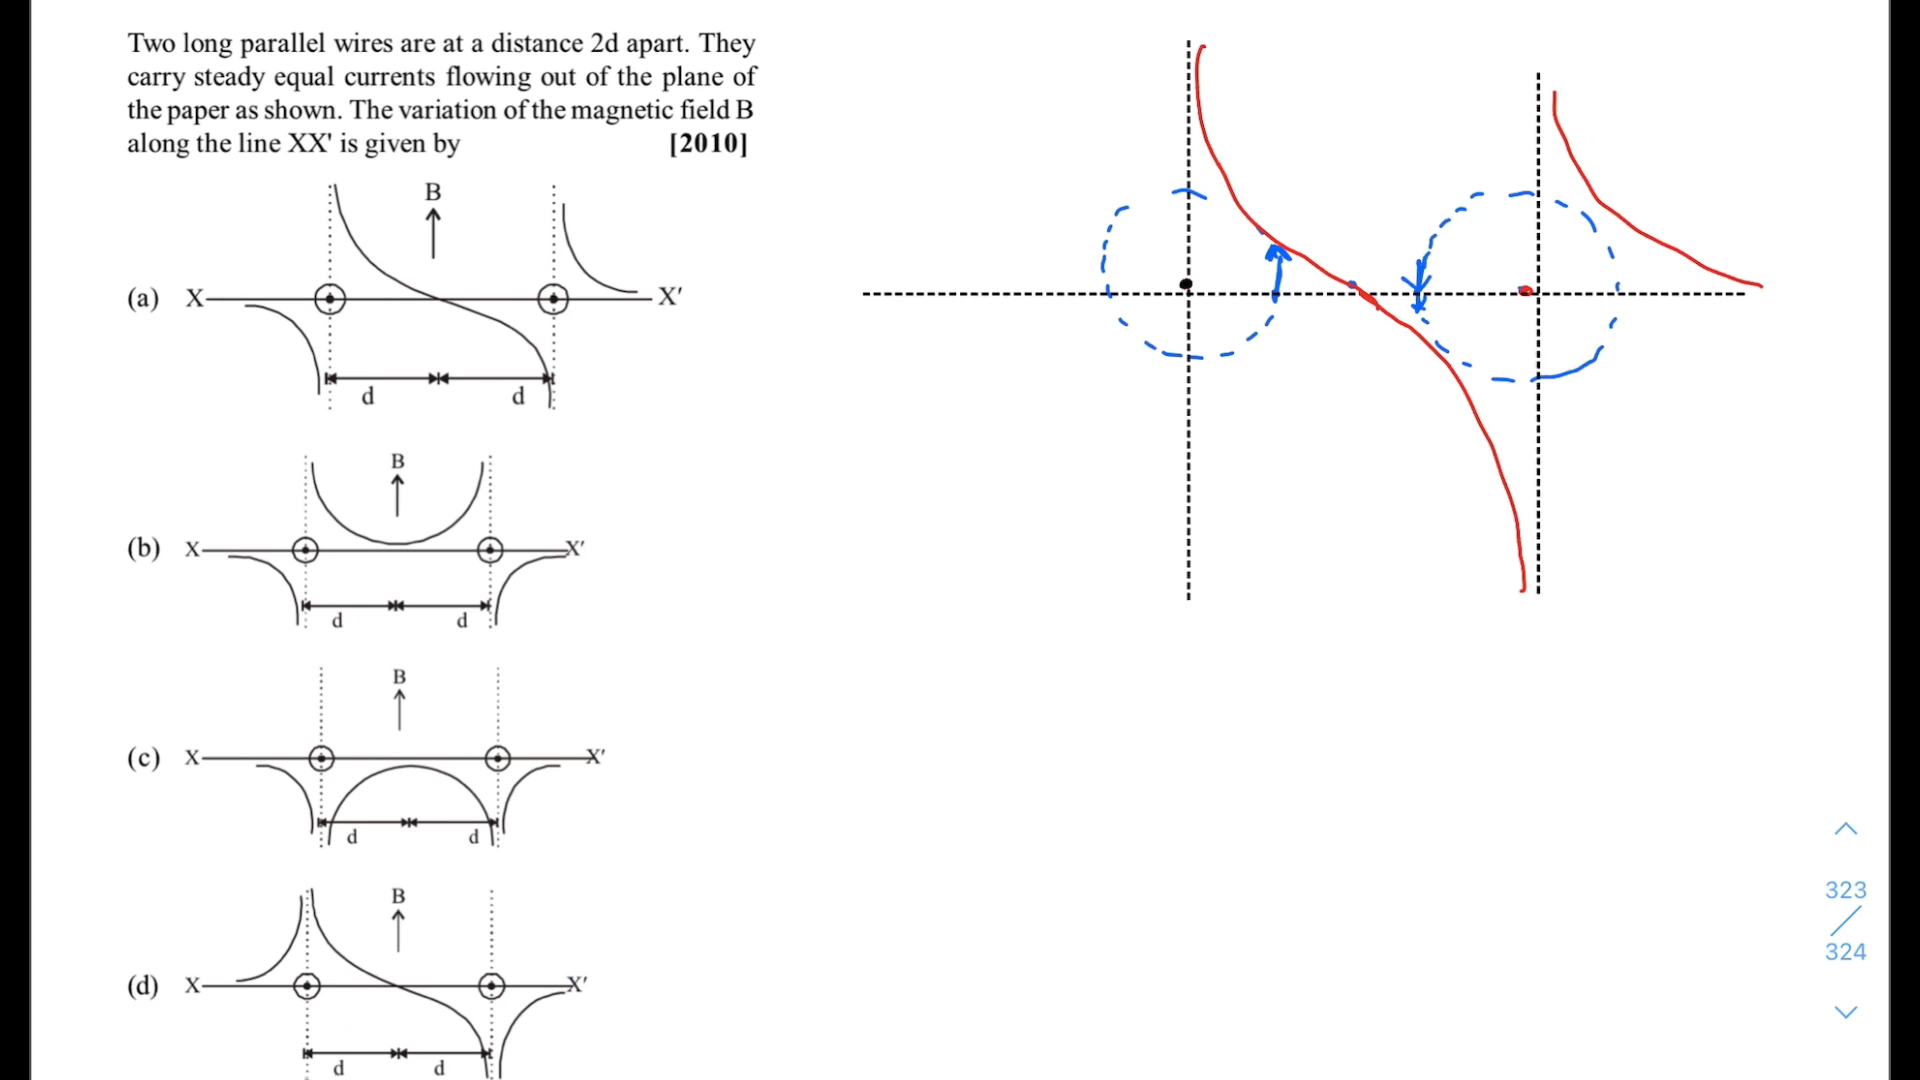 Two long parallel wires are at a distance 2d apart. They
carry steady equal currents flowing out of the plane of
the paper as shown. The variation of the magnetic field B
along the line XX' is given by [2010]
B
(a) X X'
d d
B
(b) X X'
d d
B
(c) X X'
d d
B
(d) X X'
d d
323
324